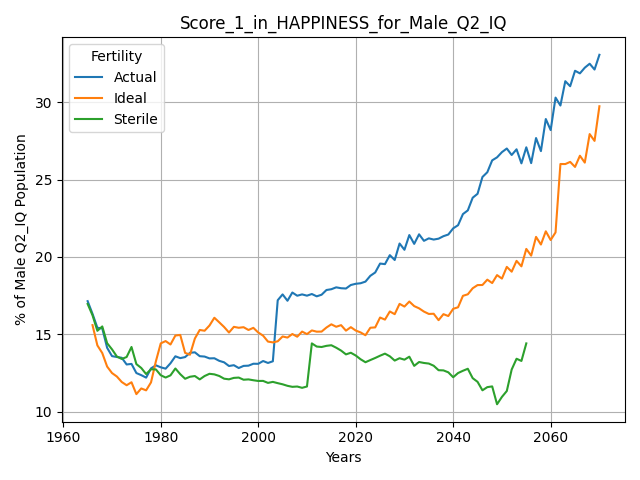 Score_1_in_HAPPINESS_for_Male_Q2_IQ
Fertility
Actual
Ideal
Sterile
% of Male Q2_IQ Population
30
25
20
15
10
1960
1980
2000
2020
2040
2060
Years